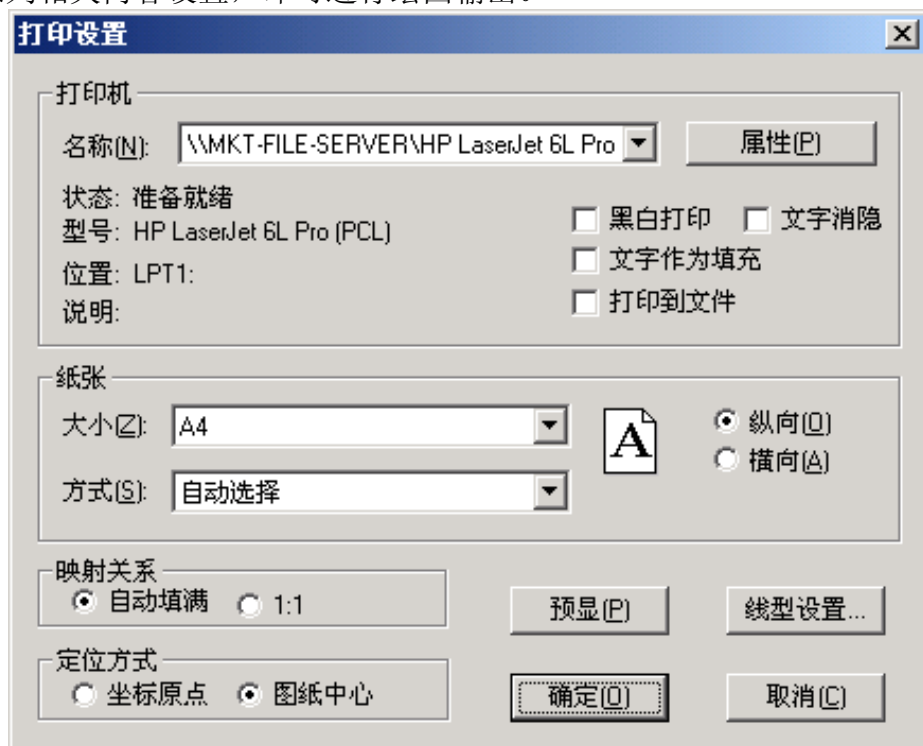 打印设置
打印机
名称(N): \\MKT-FILE-SERVER\HP LaserJet 6L Pro 属性(P)
状态: 准备就绪
型号: HP LaserJet 6L Pro (PCL)
黑白打印 文字消隐
位置: LPT1:
文字作为填充
说明:
打印到文件
纸张
大小(Z): A4
A
纵向(O)
横向(A)
方式(S): 自动选择
映射关系
自动填满 1:1
预显(P) 线型设置...
定位方式
坐标原点 图纸中心
确定(O) 取消(C)